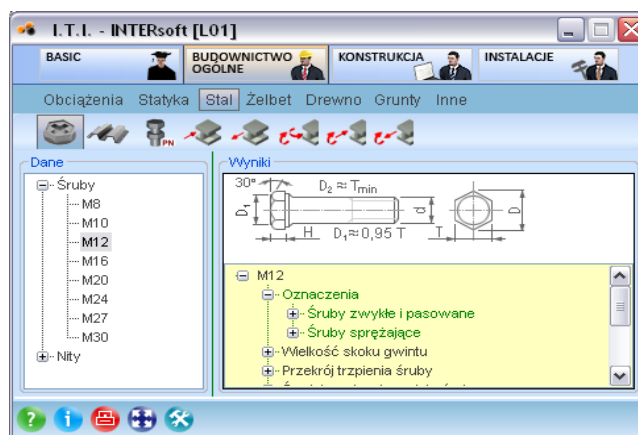 I.T.I. - INTERsoft [L01]
BASIC
BUDOWNICTWO OGÓLNE
KONSTRUKCJA
INSTALACJE
Obciążenia Statyka Stal Żelbet Drewno Grunty Inne
PN
Dane
Śruby
M8
M10
M12
M16
M20
M24
M27
M30
Nity
Wyniki
30° D₂ ≈ Tmin
D₁ d D
H D₁≈0,95 T T
M12
Oznaczenia
Śruby zwykłe i pasowane
Śruby sprężające
Wielkość skoku gwintu
Przekrój trzpienia śruby